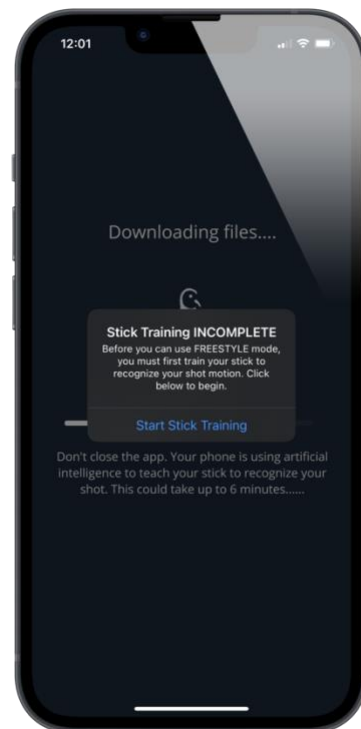 12:01
Downloading files....
Stick Training INCOMPLETE
Before you can use FREESTYLE mode,
you must first train your stick to
recognize your shot motion. Click
below to begin.
Start Stick Training
Don't close the app. Your phone is using artificial
intelligence to teach your stick to recognize your
shot. This could take up to 6 minutes......